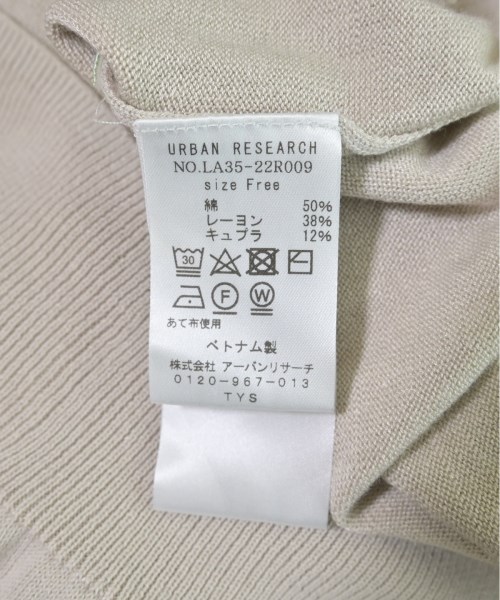 URBAN RESEARCH
NO.LA35-22R009
size Free
綿 50%
レーヨン 38%
キュプラ 12%
30
F W
あて布使用
ベトナム製
株式会社 アーバンリサーチ
0120-967-013
TYS